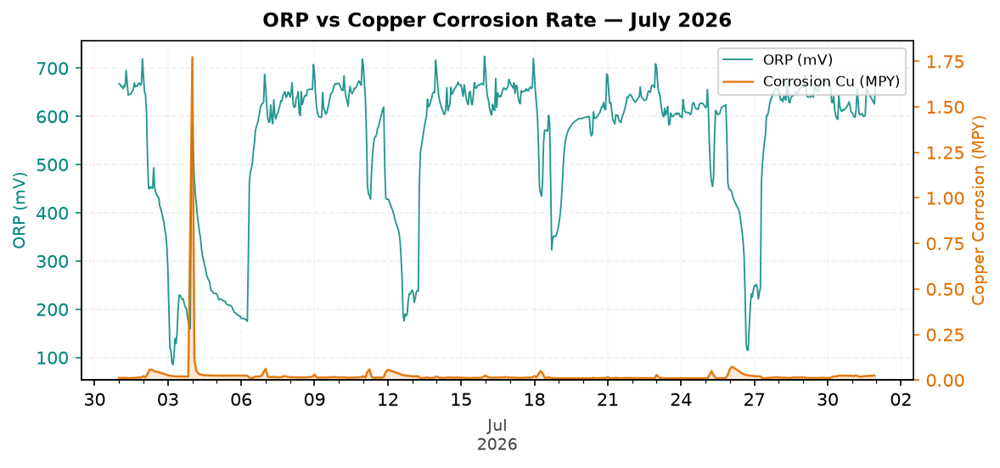 ORP vs Copper Corrosion Rate — July 2026
ORP (mV)
Corrosion Cu (MPY)
700
600
500
400
300
200
100
ORP (mV)
1.75
1.50
1.25
1.00
0.75
0.50
0.25
0.00
Copper Corrosion (MPY)
30 03 06 09 12 15 18 21 24 27 30 02
Jul
2026